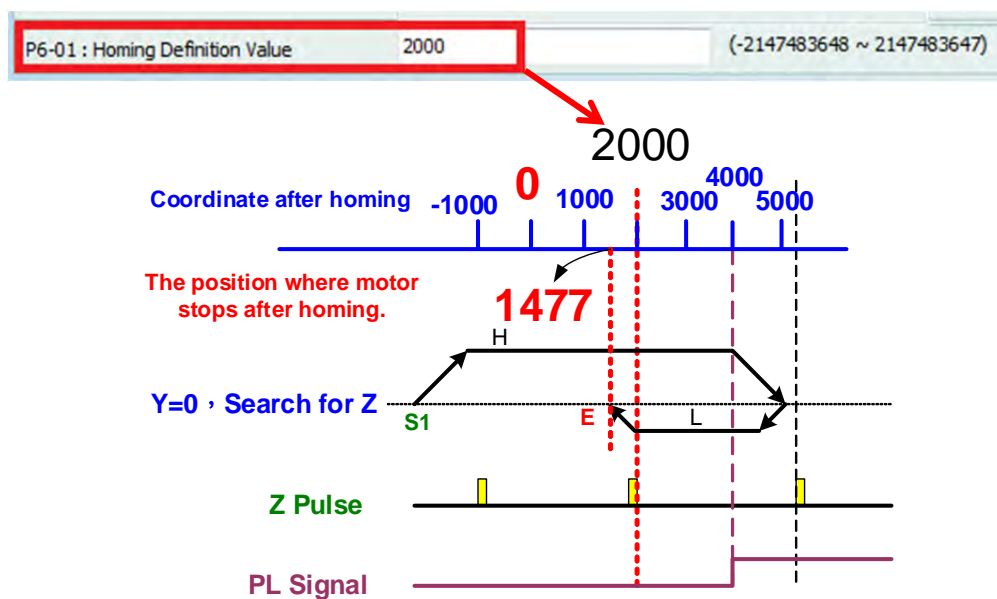 P6-01 : Homing Definition Value 2000 (-2147483648 ~ 2147483647)
2000
Coordinate after homing -1000 0 1000 3000 4000 5000
The position where motor
stops after homing.
1477
H
Y=0，Search for Z
S1
E
L
Z Pulse
PL Signal